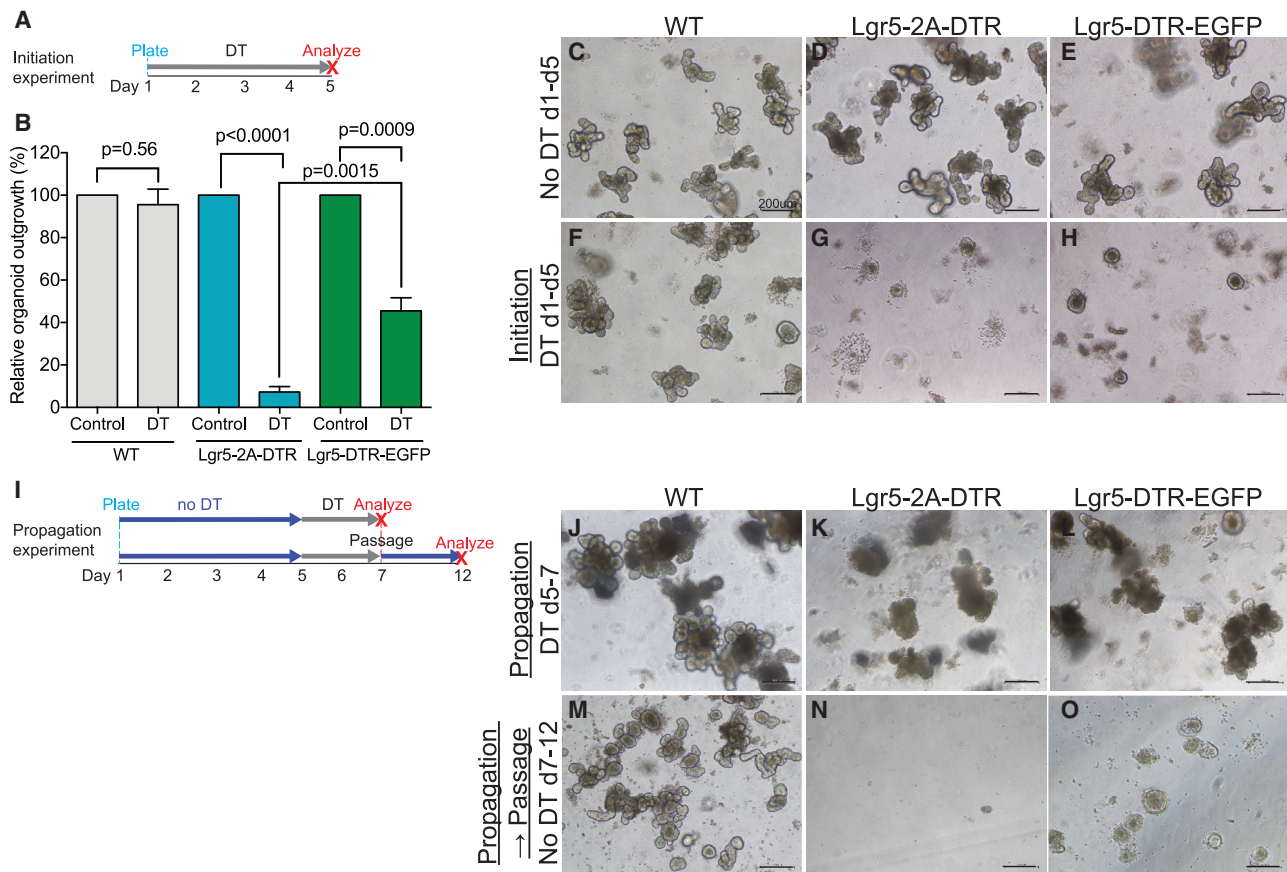 A
Initiation
experiment
Plate
DT
Analyze
X
Day 1 2 3 4 5
B
Relative organoid outgrowth (%)
120
100
80
60
40
20
0
p=0.56
p<0.0001
p=0.0009
p=0.0015
Control DT Control DT Control DT
WT Lgr5-2A-DTR Lgr5-DTR-EGFP
WT Lgr5-2A-DTR Lgr5-DTR-EGFP
No DT d1-d5
C D E
200um
Initiation
DT d1-d5
F G H
I
Propagation
experiment
Plate no DT DT Analyze
X
Passage Analyze
X
Day 1 2 3 4 5 6 7 12
WT Lgr5-2A-DTR Lgr5-DTR-EGFP
Propagation
DT d5-7
J K L
Propagation
→ Passage
No DT d7-12
M N O